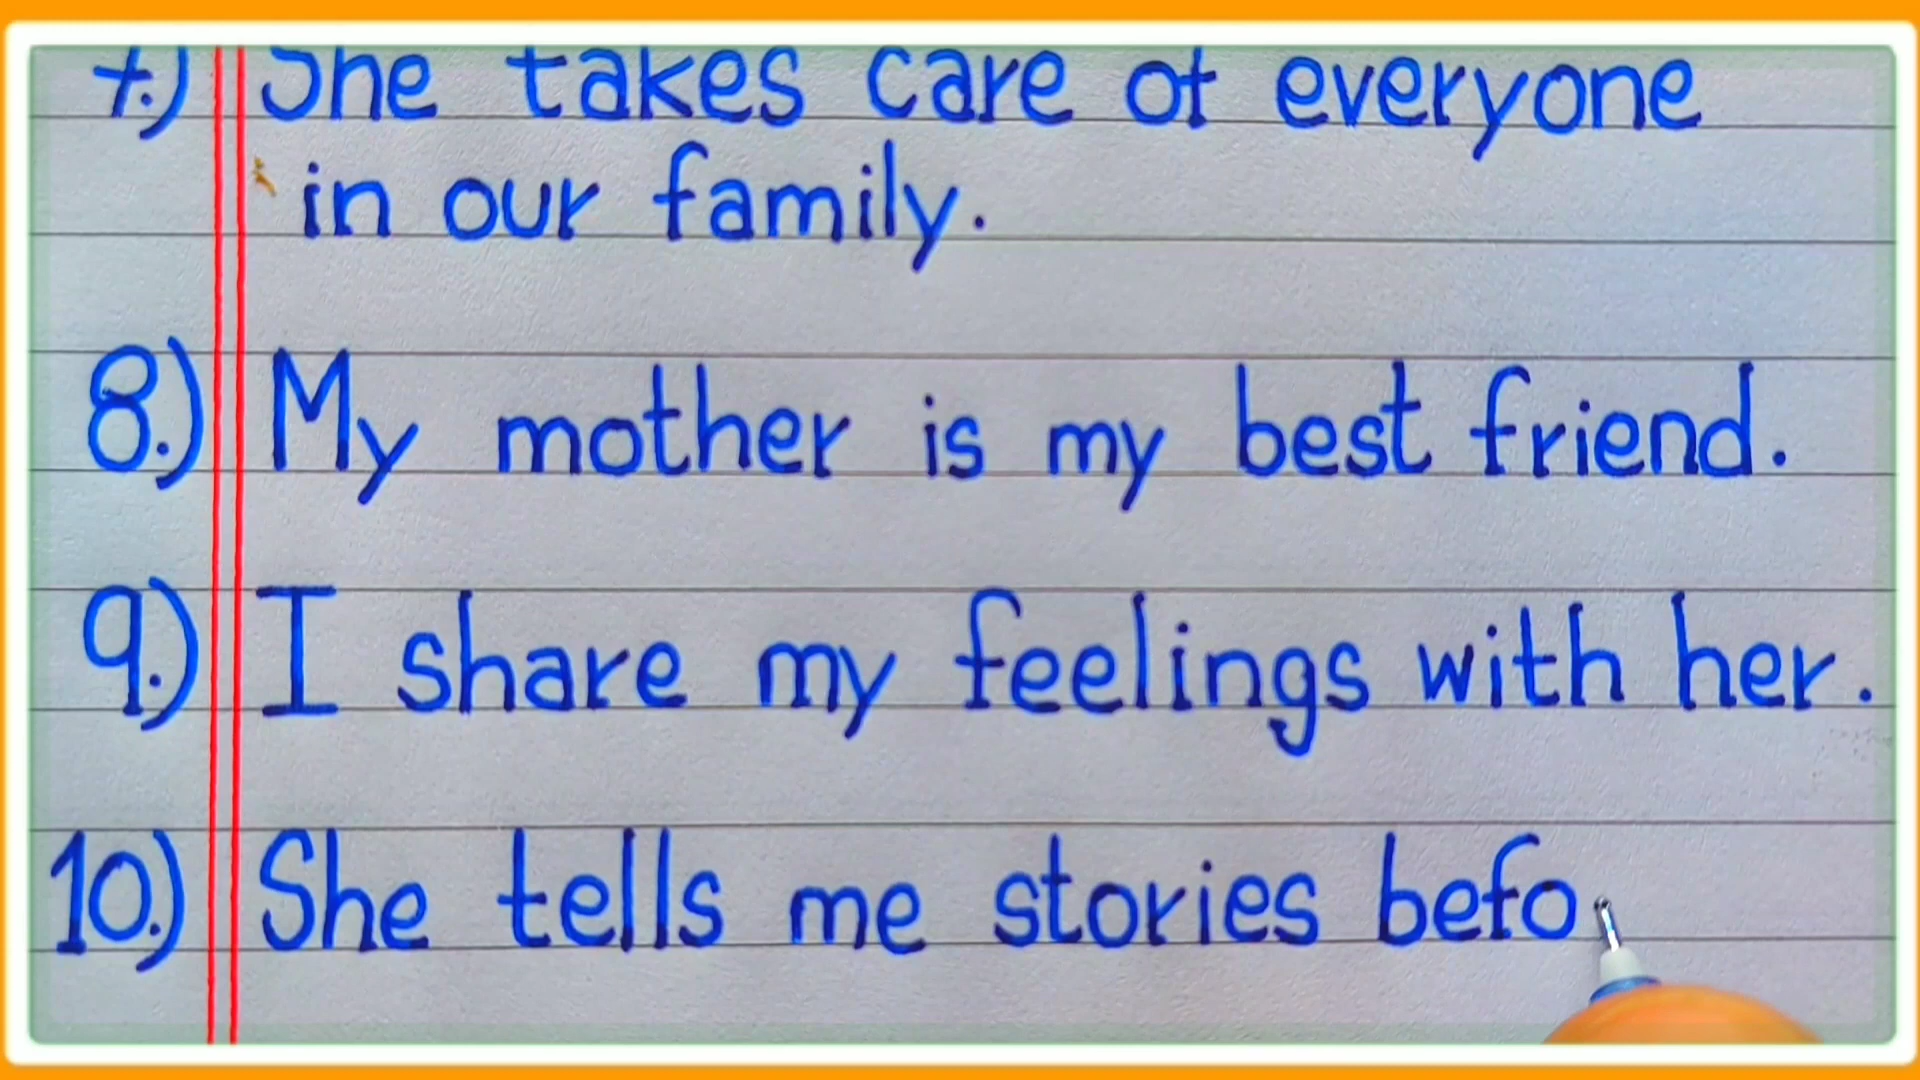 7.) She takes care of everyone
in our family.
8.) My mother is my best friend.
9.) I share my feelings with her.
10.) She tells me stories befo